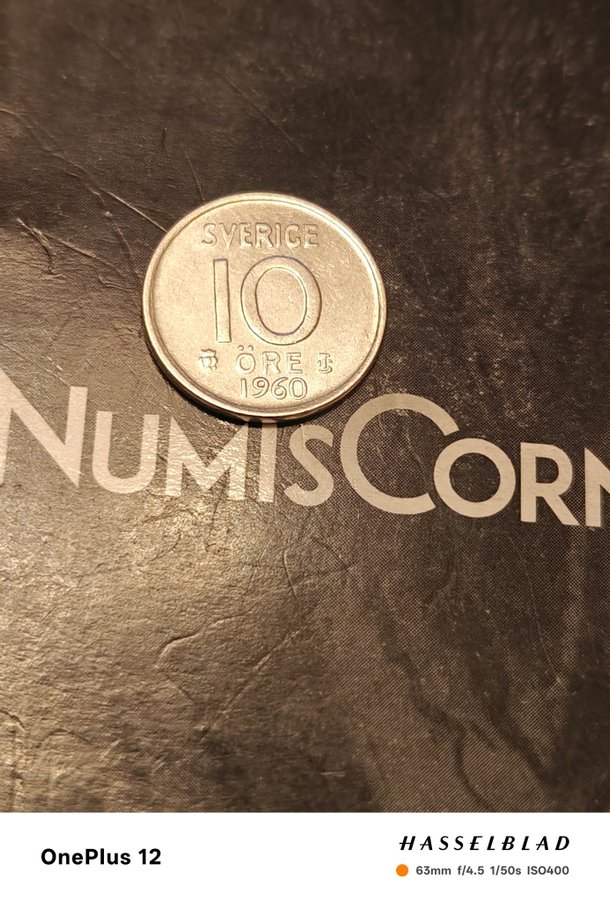 SVERIGE
10
ÖRE
1960
NUMISCORN
OnePlus 12
HASSELBLAD
63mm f/4.5 1/50s ISO400